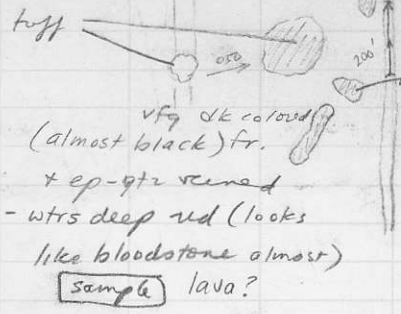 tuff
050
200'
vfg dk coloured
(almost black) fr.
+ ep-qtz veined
- wtrs deep red (looks
like bloodstone almost)
sample lava?